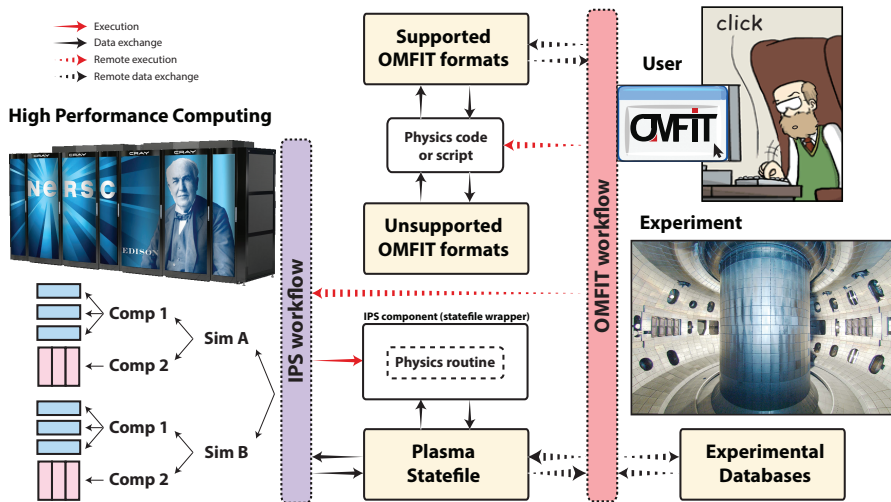 Execution
Data exchange
Remote execution
Remote data exchange
Supported
OMFIT formats
click
User
OMFIT
High Performance Computing
Physics code
or script
CRAY CRAY CRAY CRAY
NERSC
EDISON
Unsupported
OMFIT formats
Experiment
IPS workflow
OMFIT workflow
IPS component (statefile wrapper)
Physics routine
Comp 1
Sim A
Comp 2
Comp 1
Sim B
Comp 2
Plasma
Statefile
Experimental
Databases